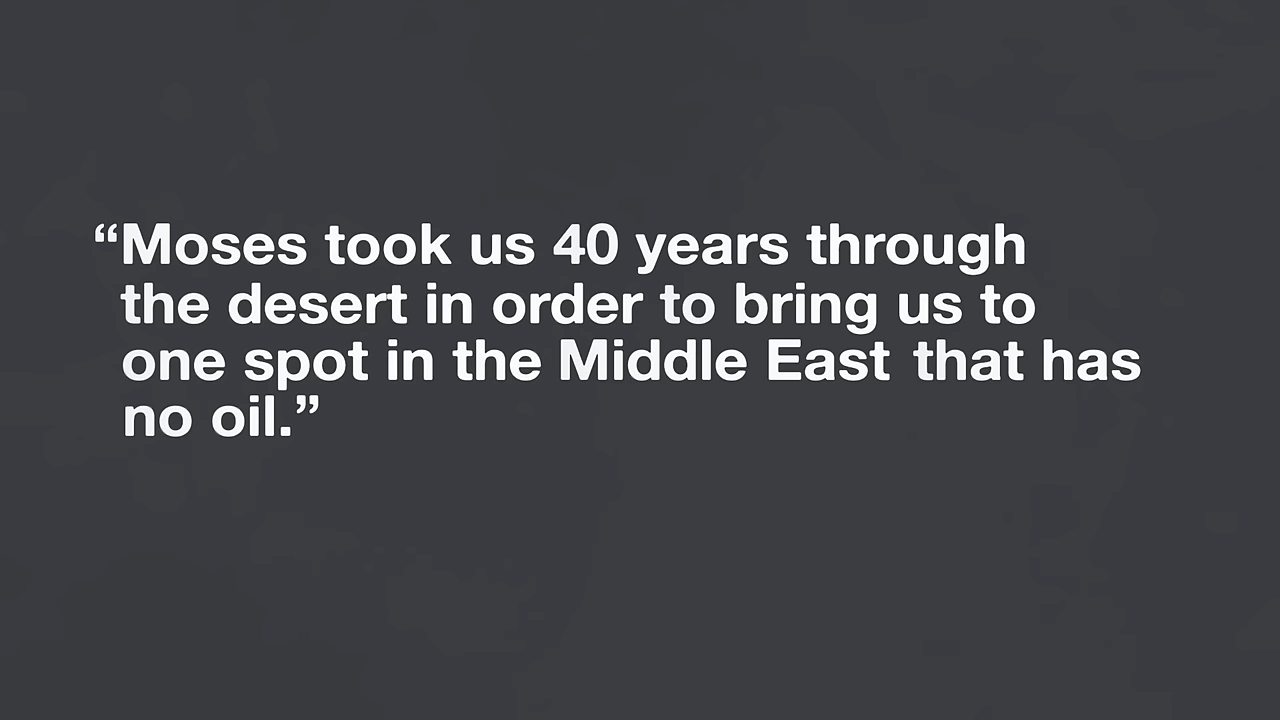 “Moses took us 40 years through
the desert in order to bring us to
one spot in the Middle East that has
no oil.”